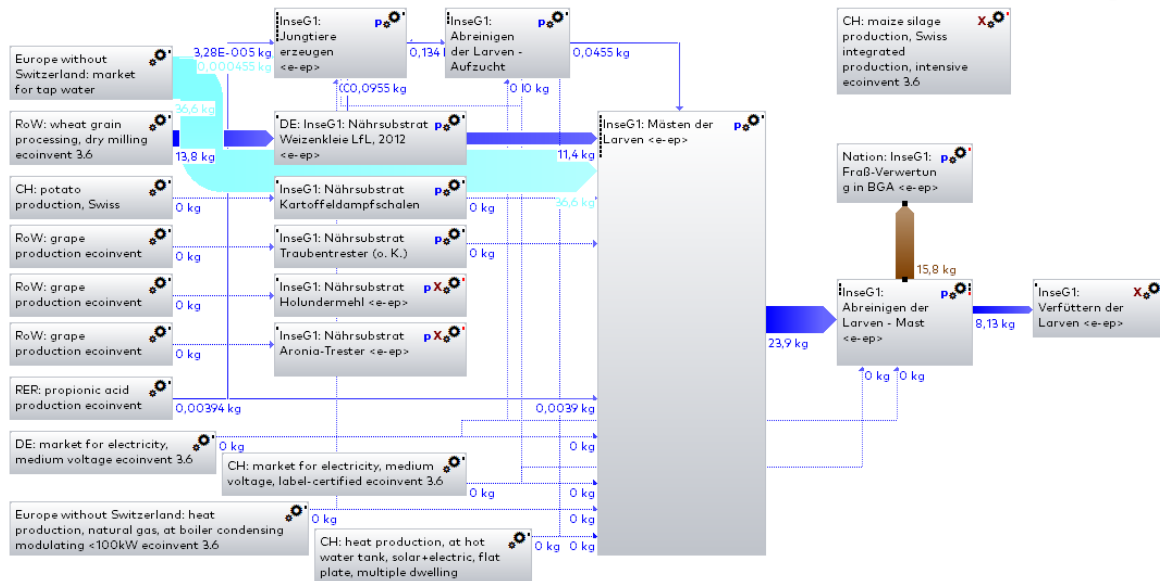 InseG1:
Jungtiere
erzeugen
<e-ep>
p
InseG1:
Abreinigen
der Larven -
Aufzucht
p
CH: maize silage
production, Swiss
integrated
production, intensive
ecoinvent 3.6
X
Europe without
Switzerland: market
for tap water
3,28E-005 kg
0,000455 kg
0,134 kg
0,0455 kg
0,0955 kg
0 kg
36,6 kg
RoW: wheat grain
processing, dry milling
ecoinvent 3.6
13,8 kg
DE: InseG1: Nährsubstrat
Weizenkleie LfL, 2012
<e-ep>
p
11,4 kg
InseG1: Mästen der
Larven <e-ep>
p
Nation: InseG1:
Fraß-Verwertun
g in BGA <e-ep>
p
CH: potato
production, Swiss
0 kg
InseG1: Nährsubstrat
Kartoffeldampfschalen
p
0 kg
36,6 kg
RoW: grape
production ecoinvent
0 kg
InseG1: Nährsubstrat
Traubentrester (o. K.)
p
0 kg
15,8 kg
RoW: grape
production ecoinvent
0 kg
InseG1: Nährsubstrat
Holundermehl <e-ep>
p X
InseG1:
Abreinigen der
Larven - Mast
<e-ep>
p
InseG1:
Verfüttern der
Larven <e-ep>
X
8,13 kg
23,9 kg
RoW: grape
production ecoinvent
0 kg
InseG1: Nährsubstrat
Aronia-Trester <e-ep>
p X
0 kg 0 kg
RER: propionic acid
production ecoinvent
0,00394 kg
0,0039 kg
DE: market for electricity,
medium voltage ecoinvent 3.6
0 kg
0 kg
CH: market for electricity, medium
voltage, label-certified ecoinvent 3.6
0 kg
0 kg
Europe without Switzerland: heat
production, natural gas, at boiler condensing
modulating <100kW ecoinvent 3.6
0 kg
0 kg
CH: heat production, at hot
water tank, solar+electric, flat
plate, multiple dwelling
0 kg
0 kg